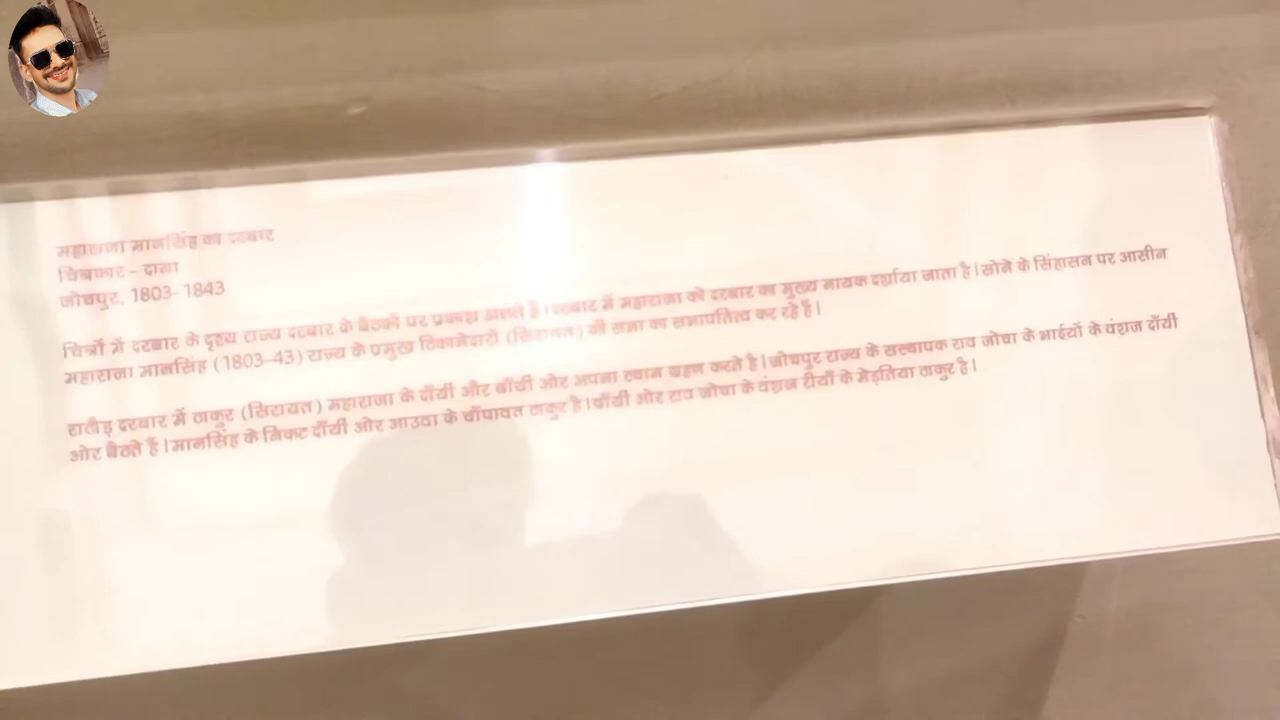 महाराजा मानसिंह का दरबार
चित्रकार – दाना
जोधपुर, 1803- 1843
चित्रों में दरबार के दृश्य राज्य दरबार के बैठकों पर प्रकाश डालते है। दरबार में महाराजा को दरबार का मुख्य नायक दर्शाया जाता है। सोने के सिंहासन पर आसीन
महाराजा मानसिंह (1803–43) राज्य के प्रमुख ठिकानेदारों (सिरायत) की सभा का सभापतित्व कर रहे हैं।
राठौड़ दरबार में ठाकुर (सिरायत) महाराजा के दाँयीं और बाँयीं ओर अपना स्थान ग्रहण करते है। जोधपुर राज्य के संस्थापक राव जोधा के भाईयों के वंशज दाँयीं
ओर बैठते हैं। मानसिंह के निकट दाँयीं ओर आउवा के चाँपावत ठाकुर है। बाँयीं ओर राव जोधा के वंशज रीयाँ के मेड़तिया ठाकुर है।